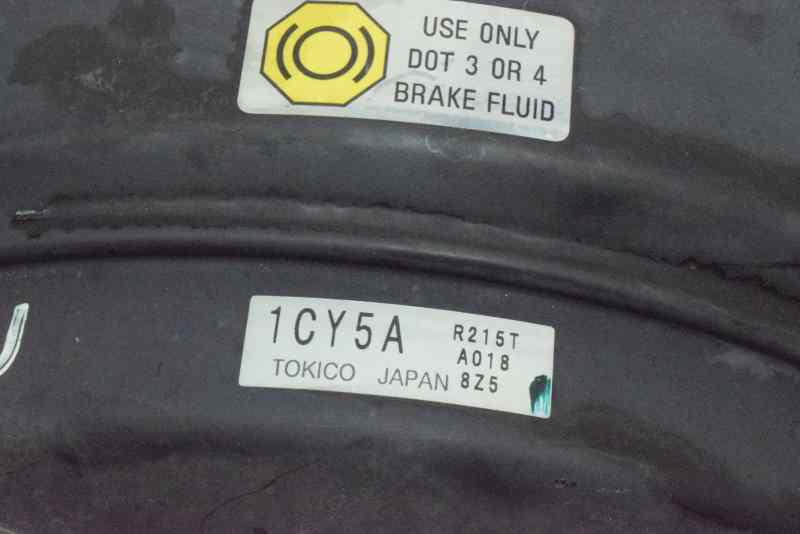 USE ONLY
DOT 3 OR 4
BRAKE FLUID
1CY5A
R215T
A018
TOKICO JAPAN 8Z5